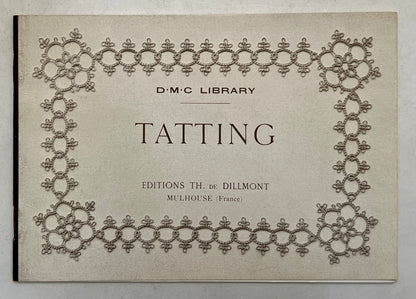 D·M·C LIBRARY
TATTING
EDITIONS TH. DE DILLMONT
MULHOUSE (France)